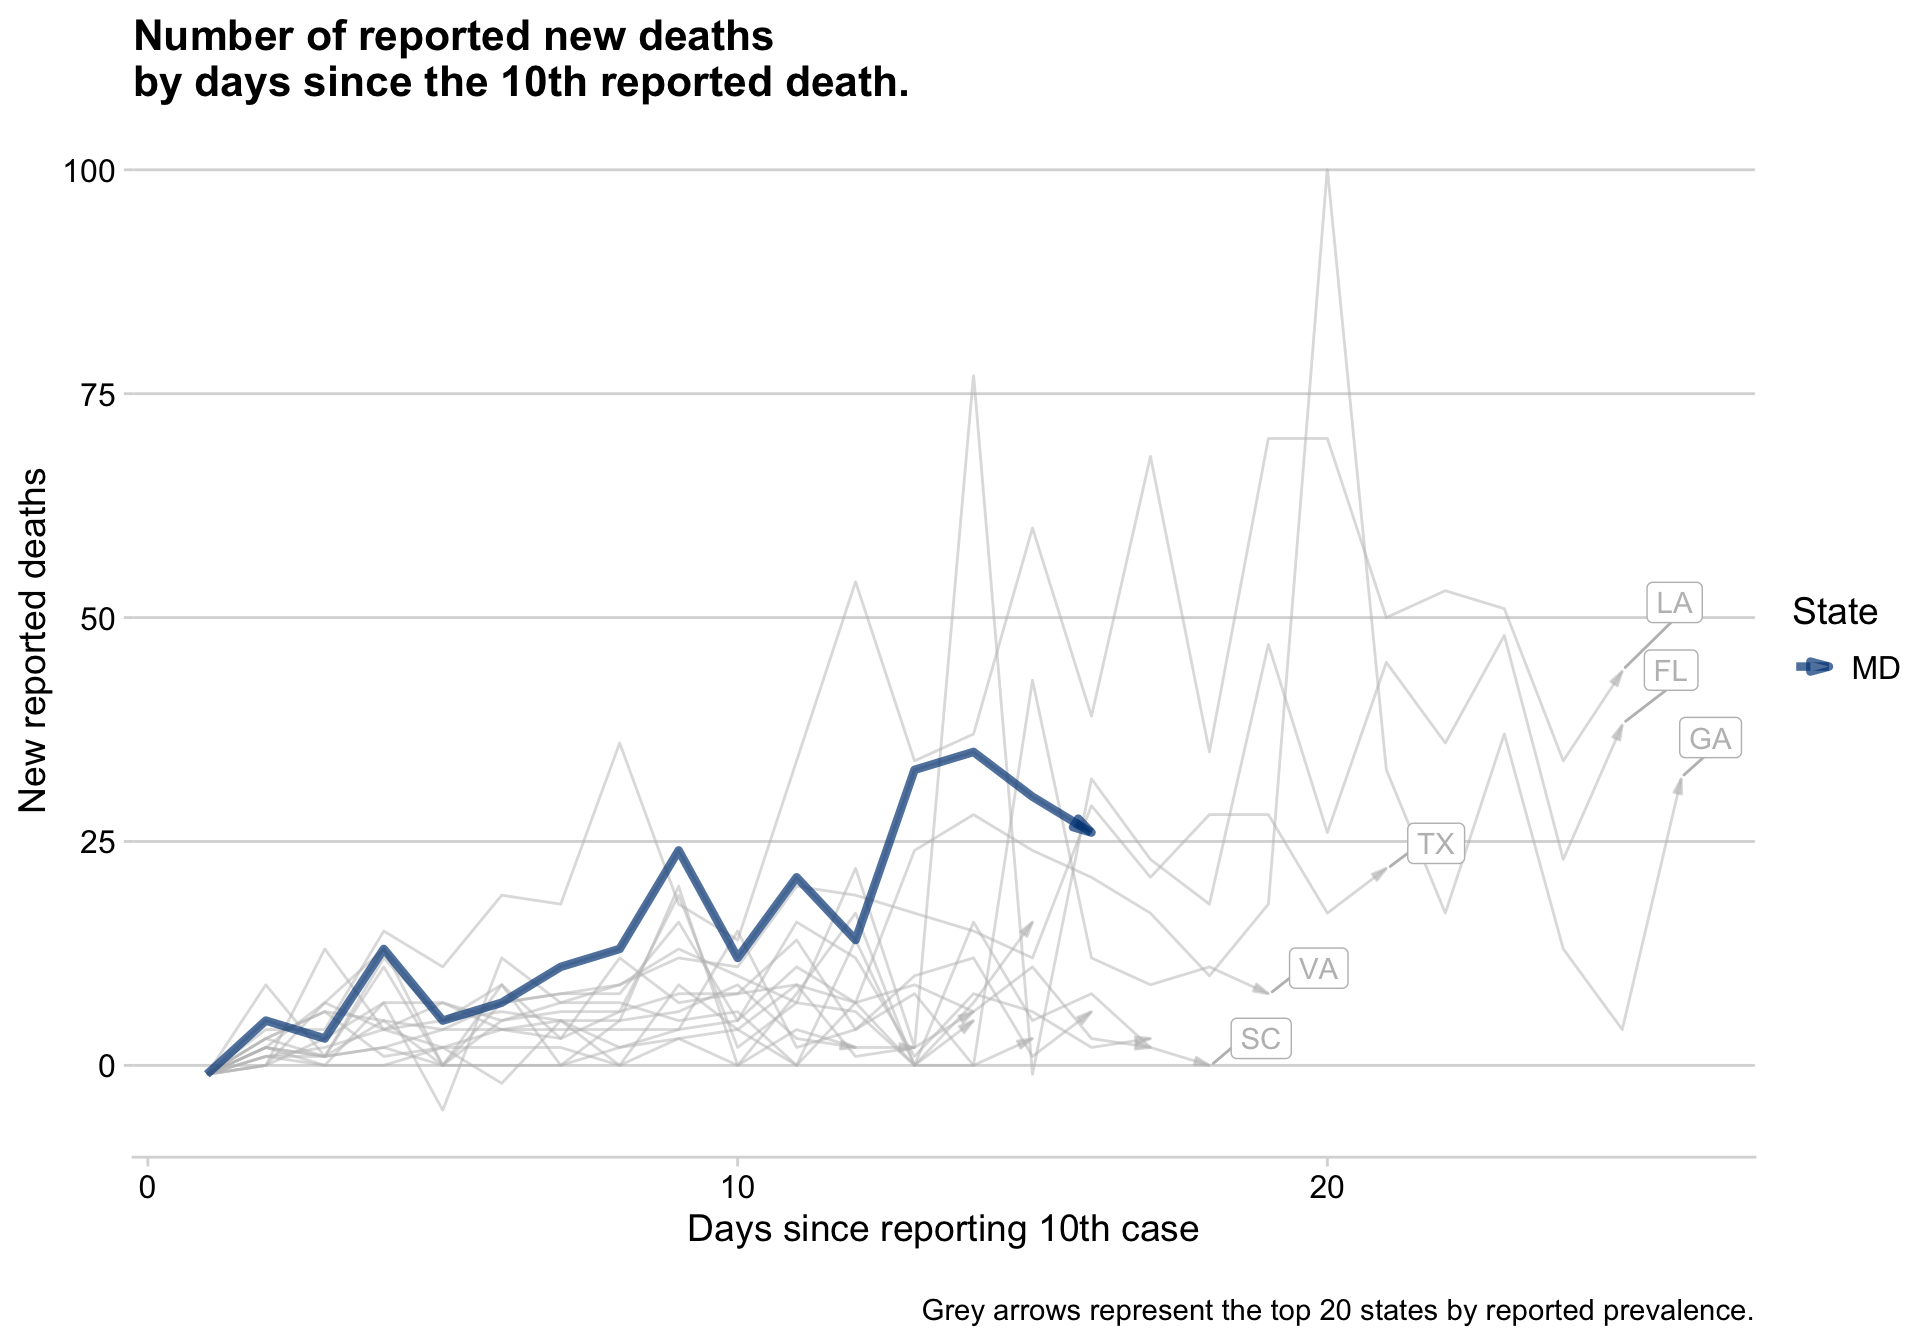 Number of reported new deaths
by days since the 10th reported death.
100
75
50
25
0
New reported deaths
LA
FL
GA
TX
VA
SC
State
MD
0
10
20
Days since reporting 10th case
Grey arrows represent the top 20 states by reported prevalence.